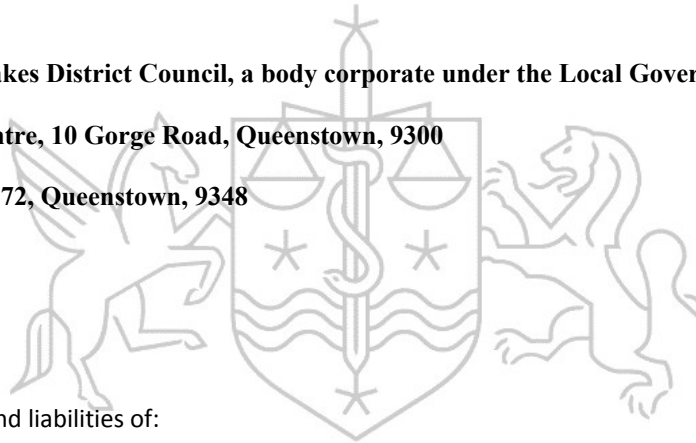 akes District Council, a body corporate under the Local Gover
ntre, 10 Gorge Road, Queenstown, 9300
72, Queenstown, 9348
nd liabilities of: